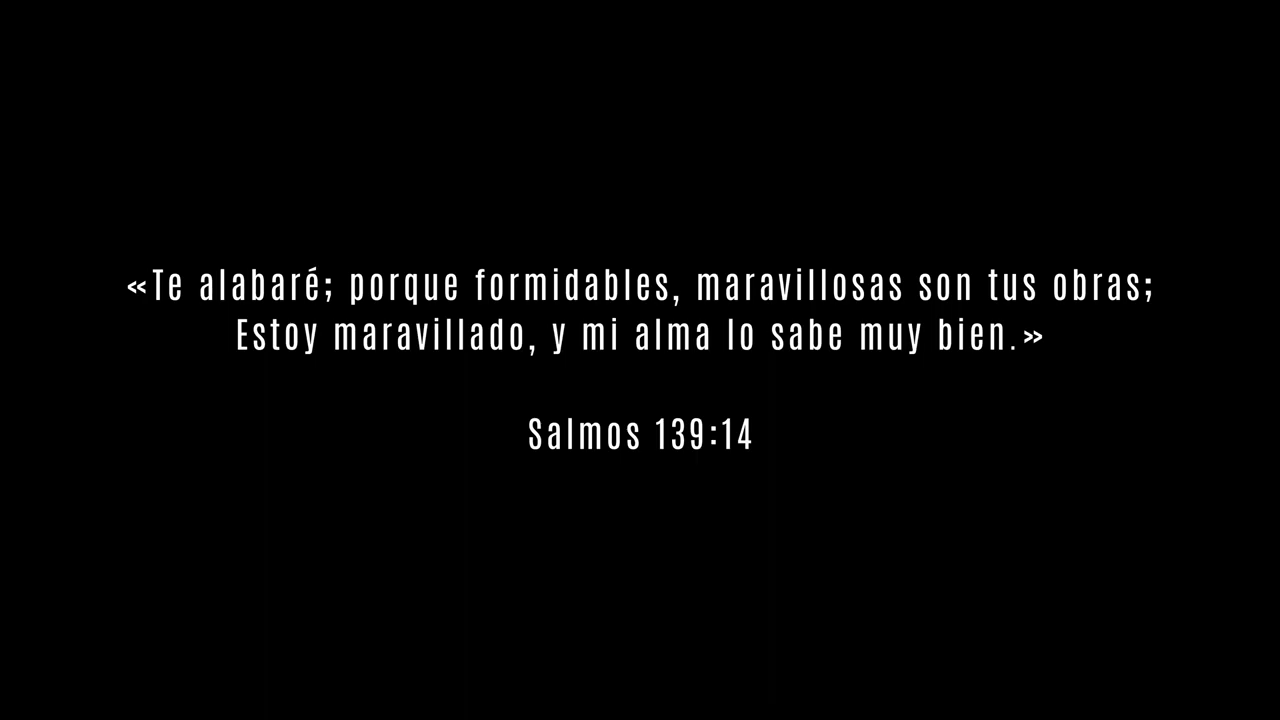 «Te alabaré; porque formidables, maravillosas son tus obras;
Estoy maravillado, y mi alma lo sabe muy bien.»
Salmos 139:14